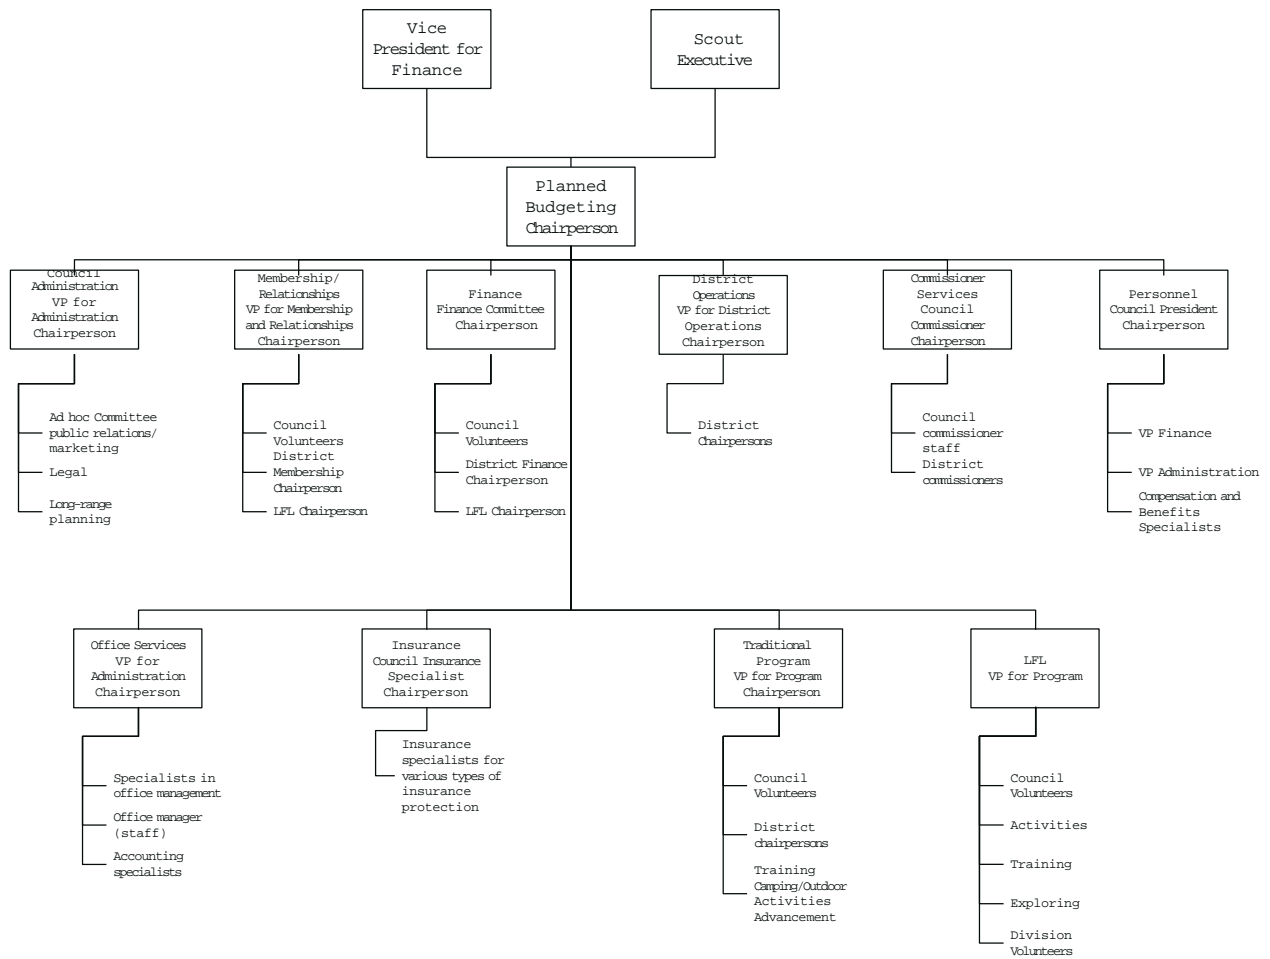 Vice
President for
Finance
Scout
Executive
Planned
Budgeting
Chairperson
Council
Administration
VP for
Administration
Chairperson
Membership/
Relationships
VP for Membership
and Relationships
Chairperson
Finance
Finance Committee
Chairperson
District
Operations
VP for District
Operations
Chairperson
Commissioner
Services
Council
Commissioner
Chairperson
Personnel
Council President
Chairperson
Ad hoc Committee
public relations/
marketing
Legal
Long-range
planning
Council
Volunteers
District
Membership
Chairperson
LFL Chairperson
Council
Volunteers
District Finance
Chairperson
LFL Chairperson
District
Chairpersons
Council
commissioner
staff
District
commissioners
VP Finance
VP Administration
Compensation and
Benefits
Specialists
Office Services
VP for
Administration
Chairperson
Insurance
Council Insurance
Specialist
Chairperson
Traditional
Program
VP for Program
Chairperson
LFL
VP for Program
Specialists in
office management
Office manager
(staff)
Accounting
specialists
Insurance
specialists for
various types of
insurance
protection
Council
Volunteers
District
chairpersons
Training
Camping/Outdoor
Activities
Advancement
Council
Volunteers
Activities
Training
Exploring
Division
Volunteers